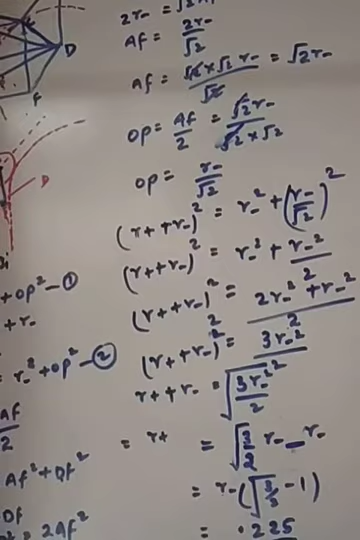 D
F
D
+ OP² — ①
+ r₋
= r₋² + OP² — ②
AF
2
AF² + DF²
DF
= 2AF²
2r₋ =
AF = 2r₋/√2
AF = √2 × √2 r₋/√2 = √2 r₋
OP = AF/2 = √2 r₋/√2 × √2
OP = r₋/√2
(r₊ + r₋)² = r₋² + (r₋/√2)²
(r₊ + r₋)² = r₋² + r₋²/2
(r₊ + r₋)² = 2r₋² + r₋²/2
(r₊ + r₋)² = 3r₋²/2
r₊ + r₋ = √3r₋²/2
= r₊ = √3/2 r₋ — r₋
= r₋(√3/2 - 1)
= .225